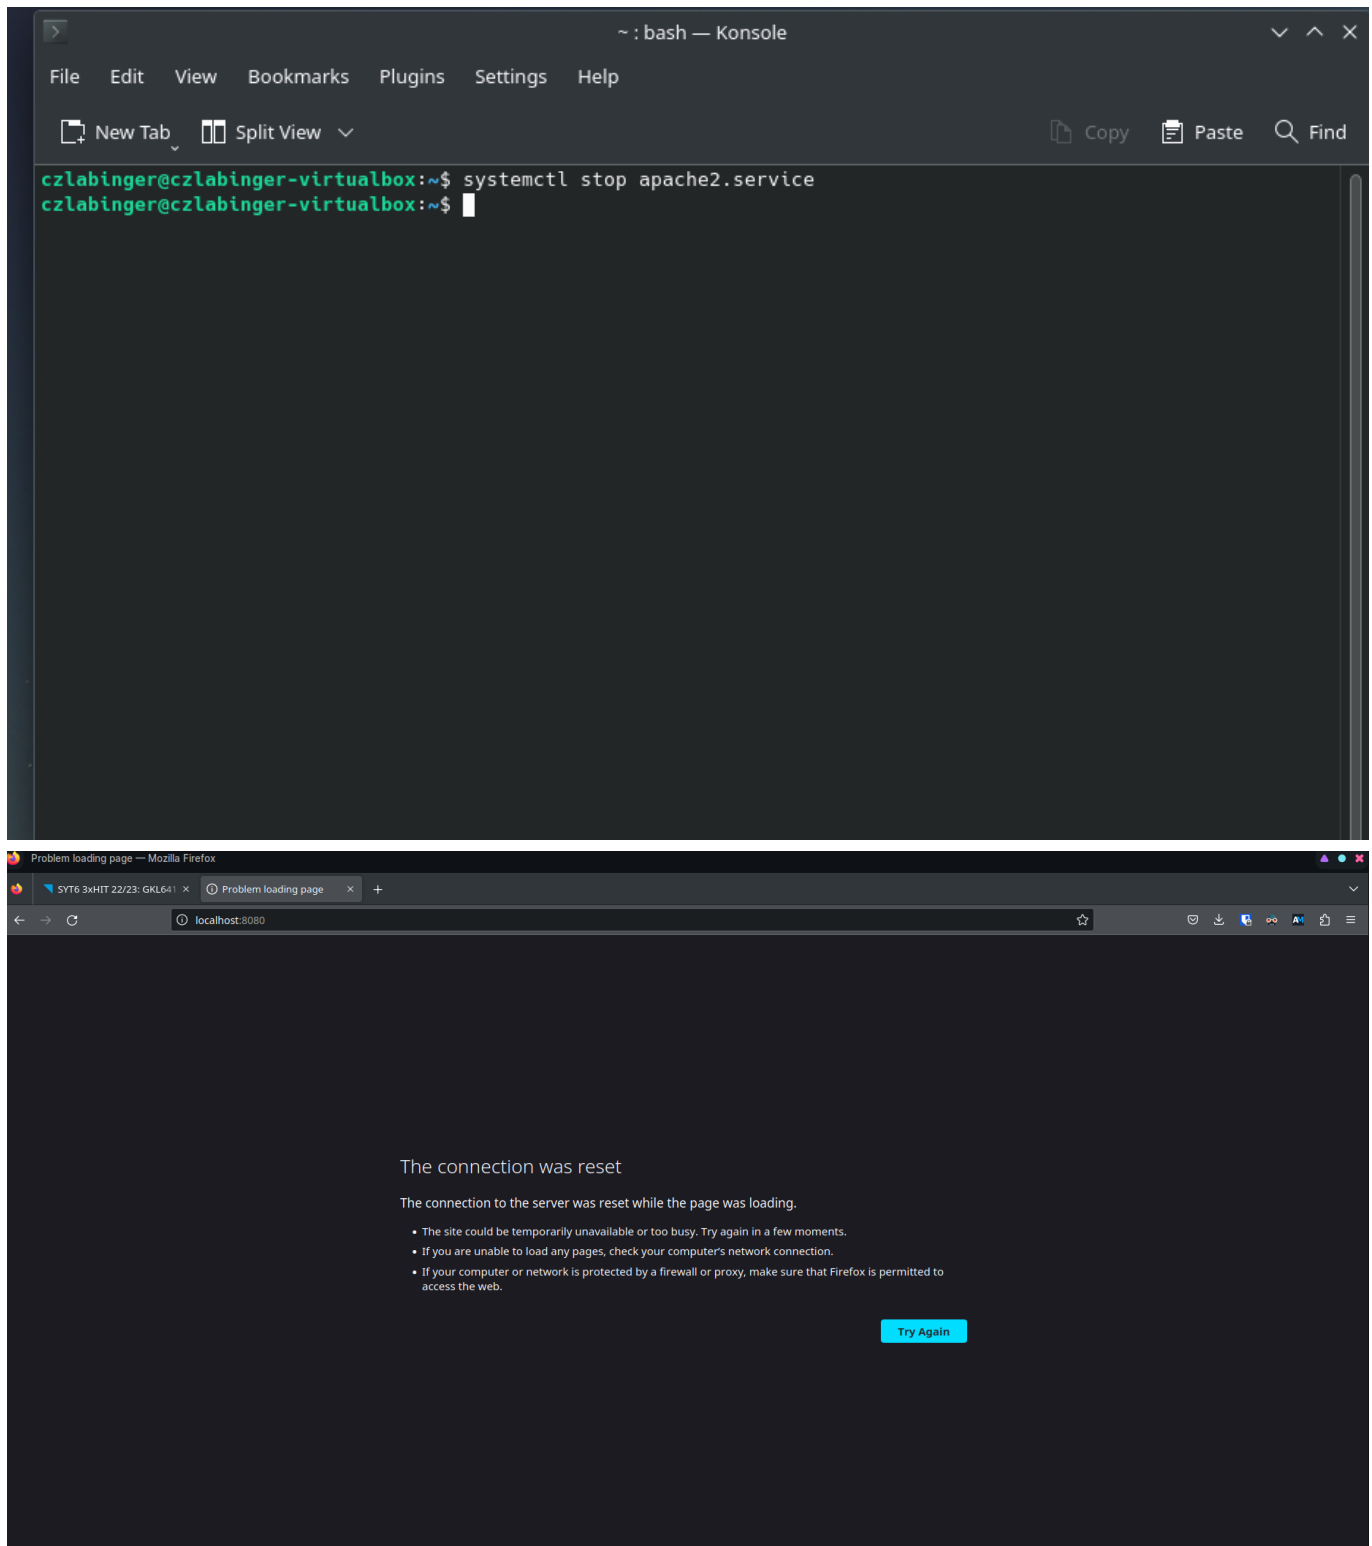 ~ : bash — Konsole
File Edit View Bookmarks Plugins Settings Help
New Tab Split View Copy Paste Find
czlabinger@czlabinger-virtualbox:~$ systemctl stop apache2.service
czlabinger@czlabinger-virtualbox:~$
Problem loading page — Mozilla Firefox
SYT6 3xHIT 22/23: GKL641 Problem loading page
localhost:8080
The connection was reset
The connection to the server was reset while the page was loading.
• The site could be temporarily unavailable or too busy. Try again in a few moments.
• If you are unable to load any pages, check your computer’s network connection.
• If your computer or network is protected by a firewall or proxy, make sure that Firefox is permitted to
access the web.
Try Again